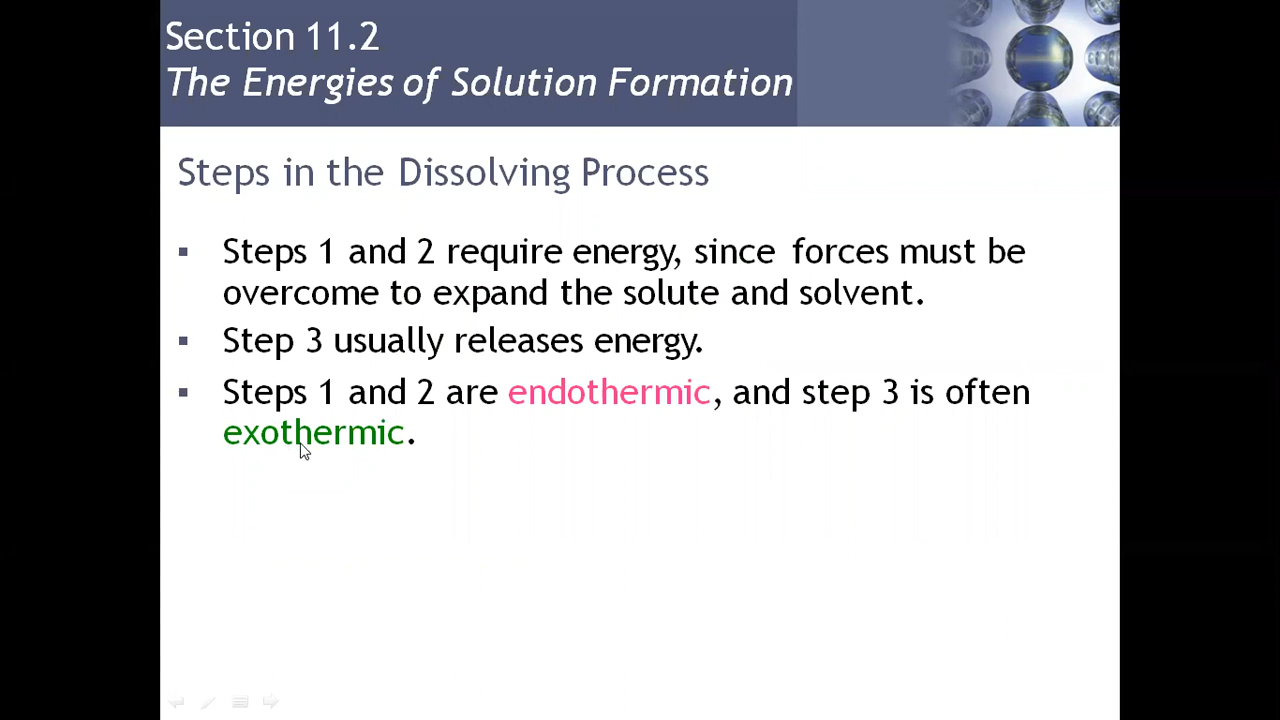 Section 11.2
The Energies of Solution Formation
Steps in the Dissolving Process
▪ Steps 1 and 2 require energy, since forces must be
overcome to expand the solute and solvent.
▪ Step 3 usually releases energy.
▪ Steps 1 and 2 are endothermic, and step 3 is often
exothermic.